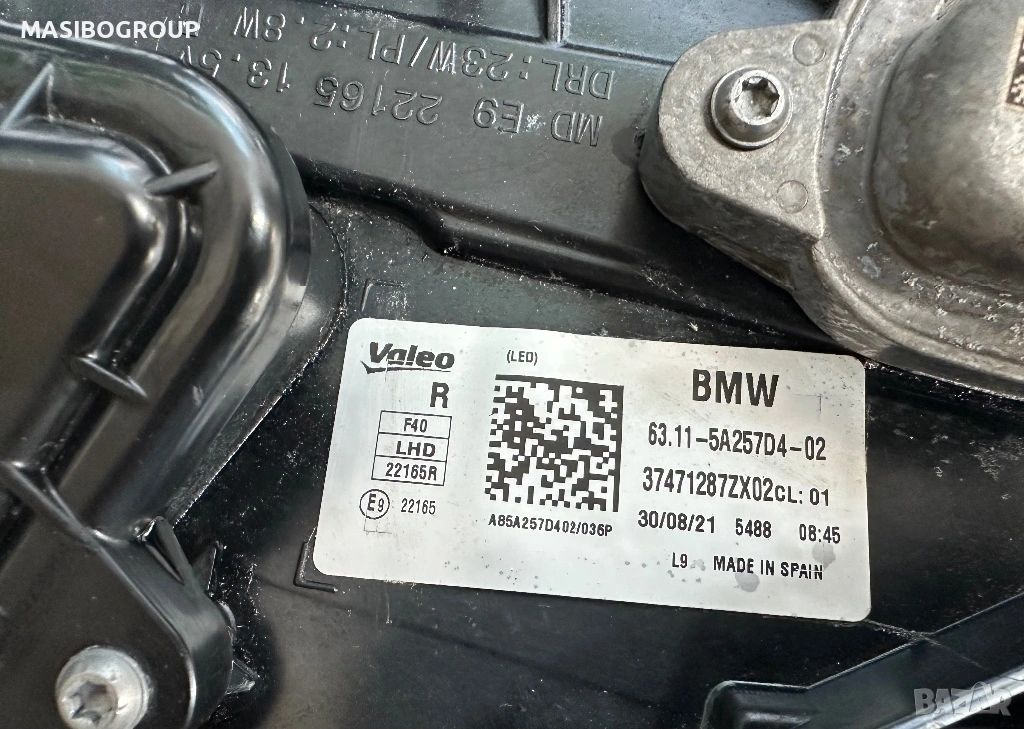 MASIBOGROUP
MD E9 22165 13.5V
DRL:23W/PL:2.8W
Valeo
(LED)
R
F40
LHD
22165R
E9 22165
A85A257D402/036P
BMW
63.11-5A257D4-02
37471287ZX02CL:01
30/08/21 5488 08:45
L9 MADE IN SPAIN
BAZAR